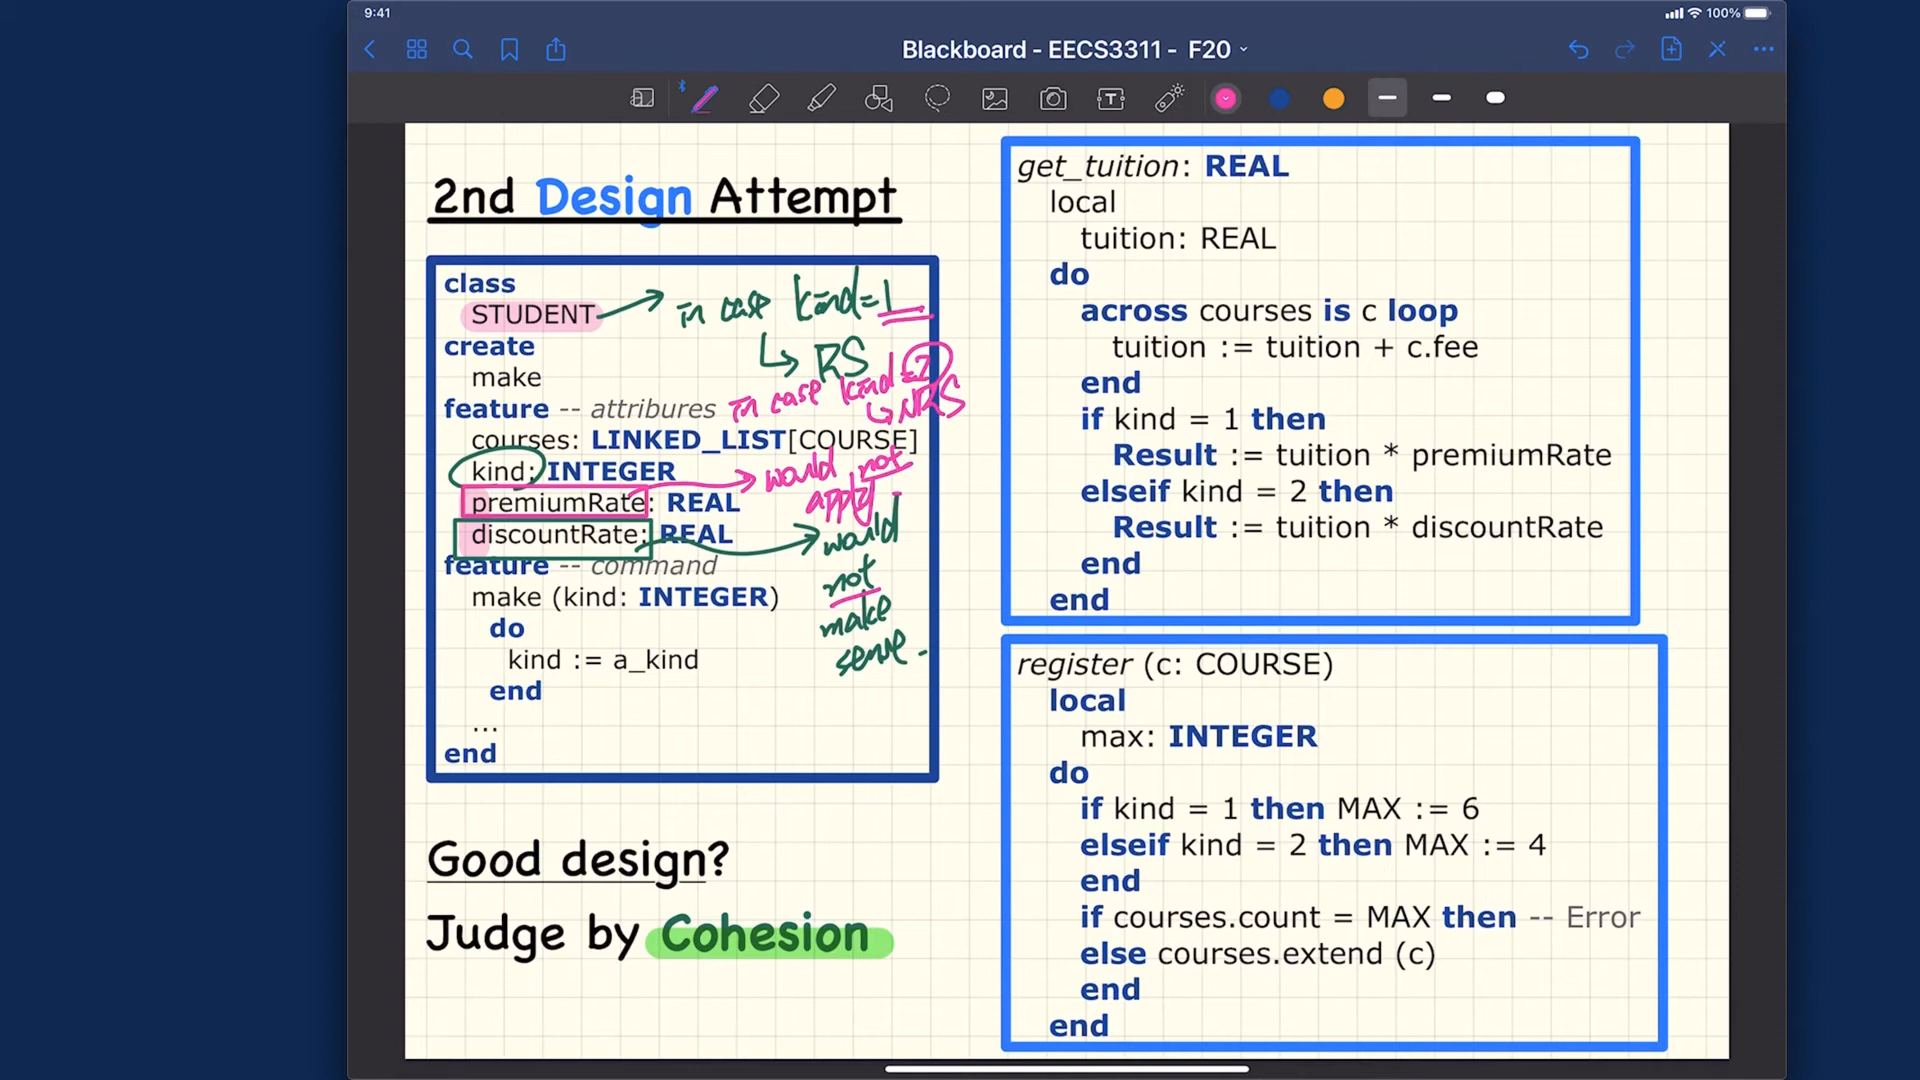 9:41
100%
Blackboard - EECS3311 - F20
2nd Design Attempt
class
STUDENT
in case kind=1
create
↳ RS
make
in case kind=2
feature -- attribures
↳ NRS
courses: LINKED_LIST[COURSE]
kind: INTEGER
would not
premiumRate: REAL
apply.
discountRate: REAL
would
feature -- command
not
make (kind: INTEGER)
make
do
sense.
kind := a_kind
end
...
end
Good design?
Judge by Cohesion
get_tuition: REAL
local
tuition: REAL
do
across courses is c loop
tuition := tuition + c.fee
end
if kind = 1 then
Result := tuition * premiumRate
elseif kind = 2 then
Result := tuition * discountRate
end
end
register (c: COURSE)
local
max: INTEGER
do
if kind = 1 then MAX := 6
elseif kind = 2 then MAX := 4
end
if courses.count = MAX then -- Error
else courses.extend (c)
end
end